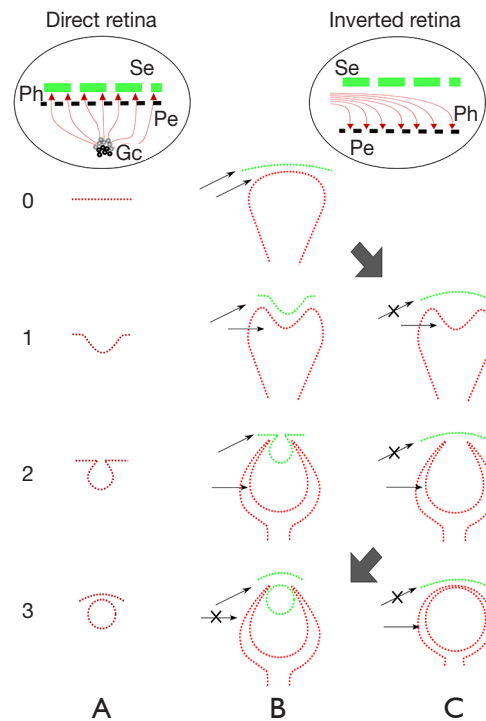 Direct retina
Inverted retina
Se
Ph
Pe
Gc
Se
Ph
Pe
0
1
2
3
A
B
C